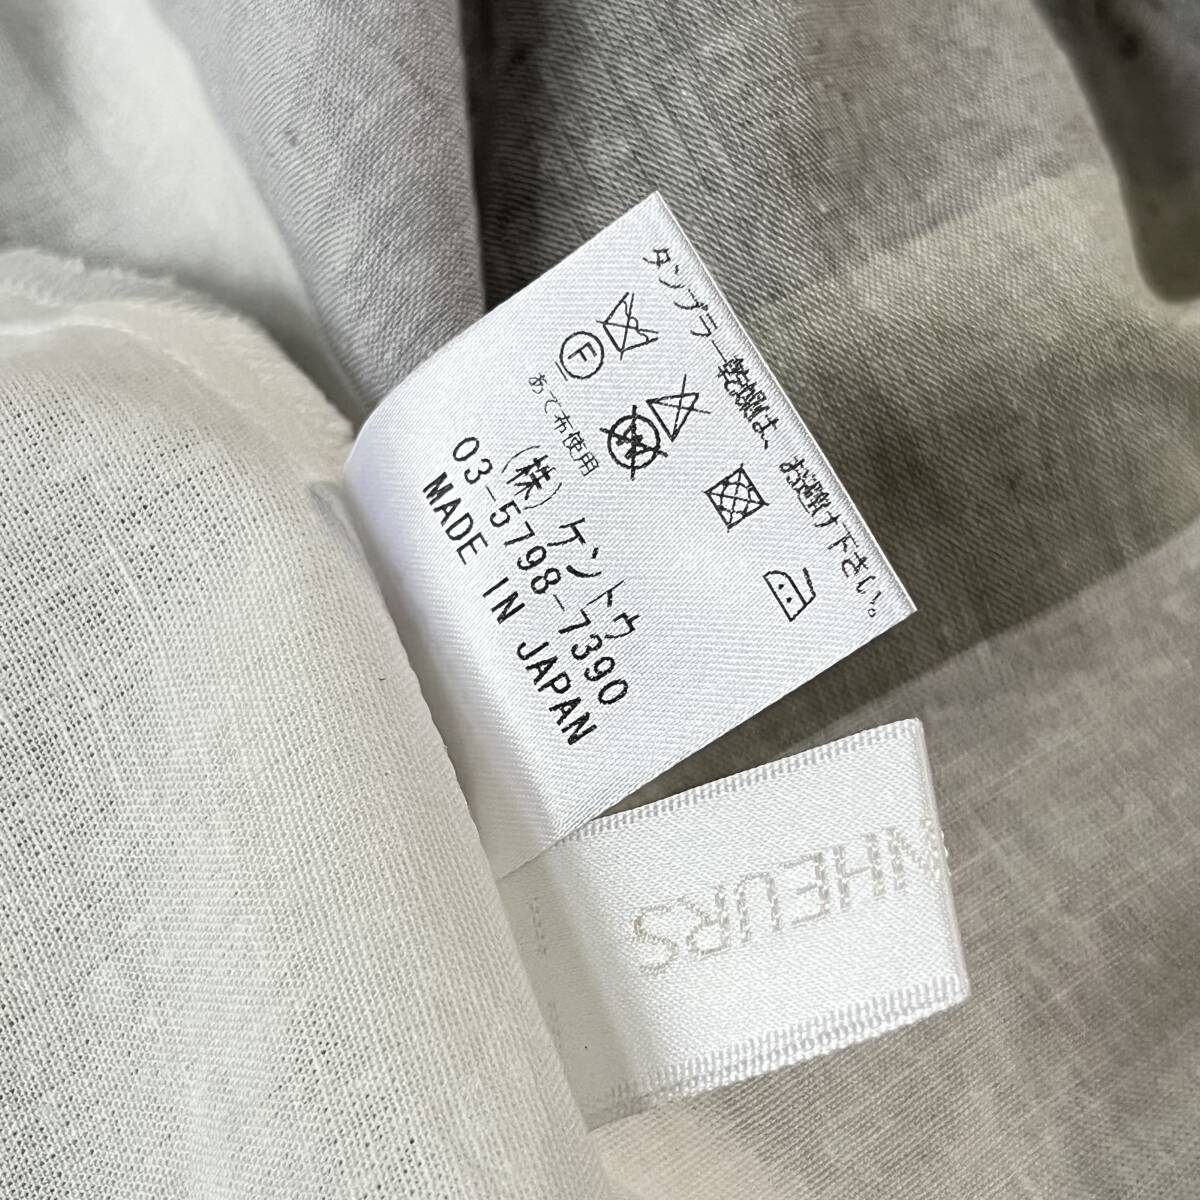 タンブラー乾燥は、お避け下さい。
F
あて布使用
(株)ケントウ
03-5798-7390
MADE IN JAPAN
NHEURS